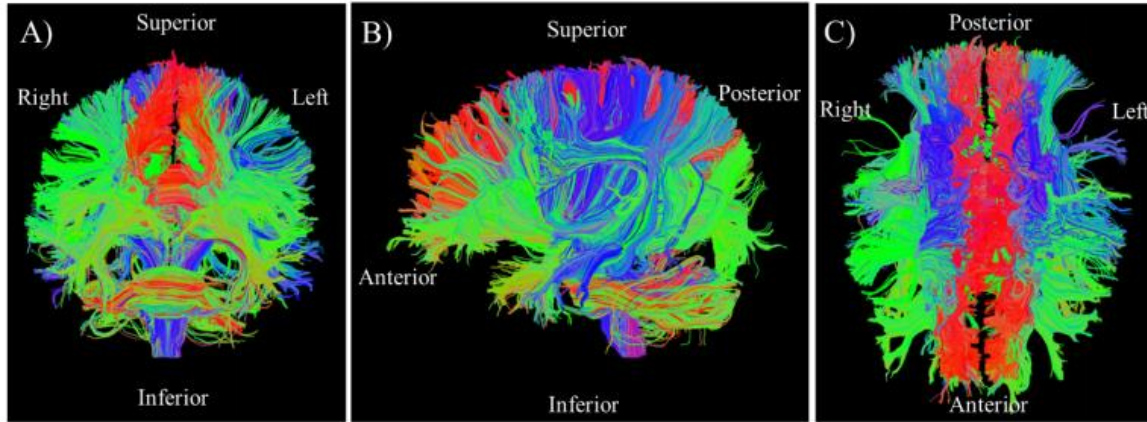 A)
Superior
Right
Left
Inferior
B)
Superior
Posterior
Anterior
Inferior
C)
Posterior
Right
Left
Anterior